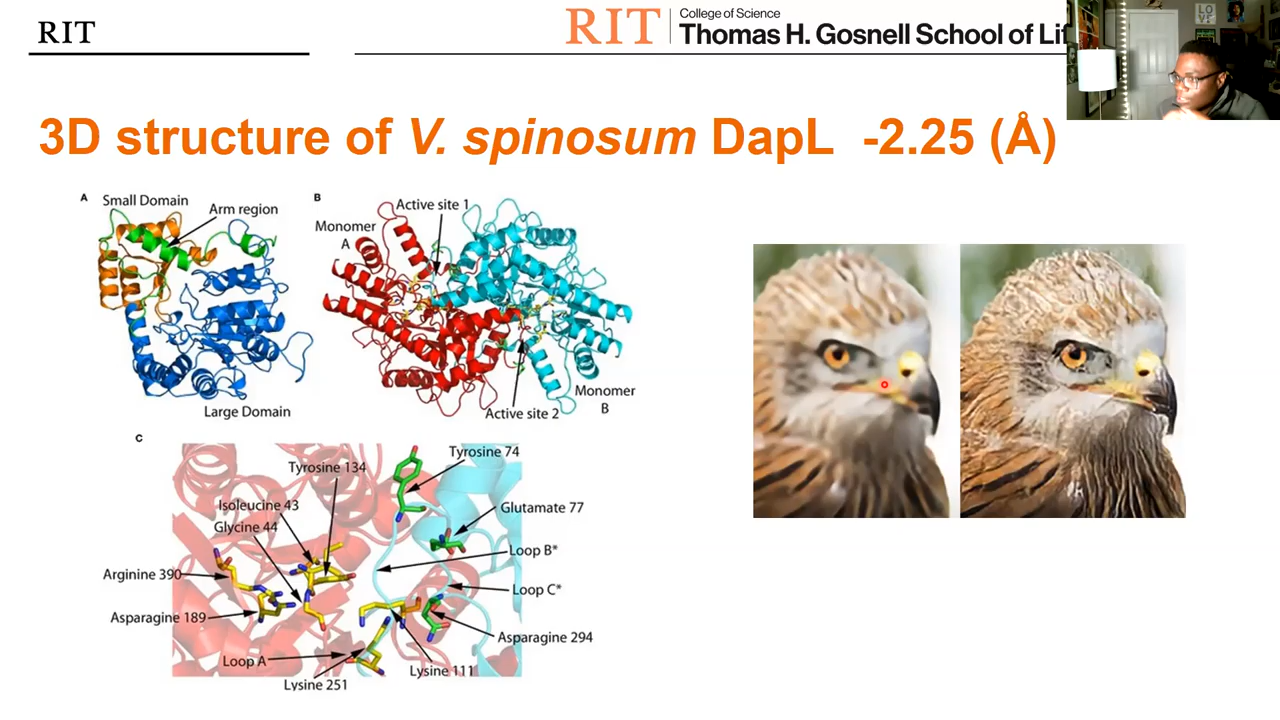 RIT
RIT
College of Science
Thomas H. Gosnell School of Lif
LOVE
3D structure of V. spinosum DapL -2.25 (Å)
A
Small Domain
Arm region
Large Domain
B
Active site 1
Monomer
A
Active site 2
Monomer
B
C
Tyrosine 134
Tyrosine 74
Isoleucine 43
Glycine 44
Glutamate 77
Loop B*
Arginine 390
Loop C*
Asparagine 189
Asparagine 294
Loop A
Lysine 111
Lysine 251